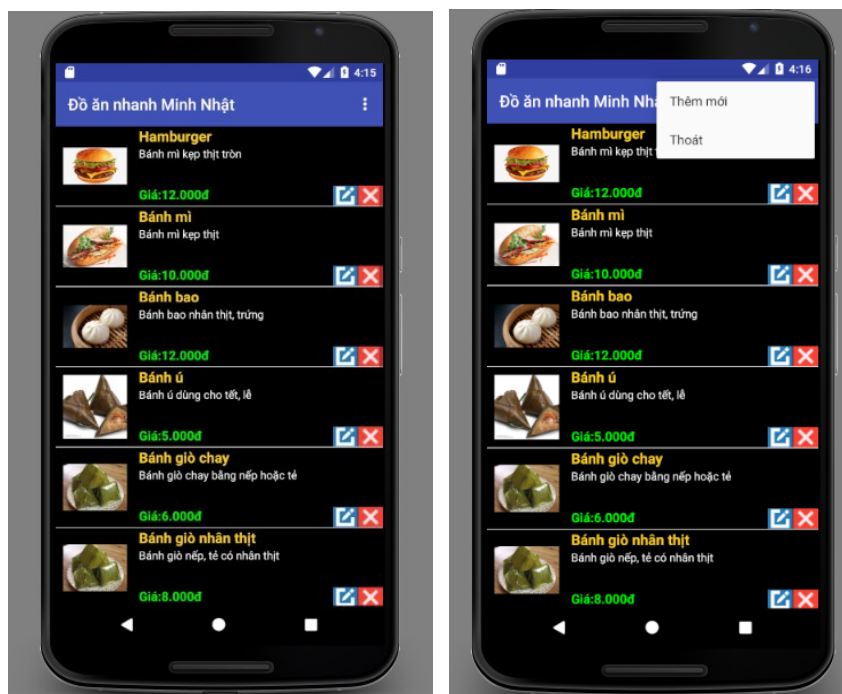 4:15
Đồ ăn nhanh Minh Nhật
Hamburger
Bánh mì kẹp thịt tròn
Giá:12.000đ
Bánh mì
Bánh mì kẹp thịt
Giá:10.000đ
Bánh bao
Bánh bao nhân thịt, trứng
Giá:12.000đ
Bánh ú
Bánh ú dùng cho tết, lễ
Giá:5.000đ
Bánh giò chay
Bánh giò chay bằng nếp hoặc tẻ
Giá:6.000đ
Bánh giò nhân thịt
Bánh giò nếp, tẻ có nhân thịt
Giá:8.000đ
4:16
Đồ ăn nhanh Minh
Thêm mới
Thoát
Hamburger
Bánh mì kẹp thịt
Giá:12.000đ
Bánh mì
Bánh mì kẹp thịt
Giá:10.000đ
Bánh bao
Bánh bao nhân thịt, trứng
Giá:12.000đ
Bánh ú
Bánh ú dùng cho tết, lễ
Giá:5.000đ
Bánh giò chay
Bánh giò chay bằng nếp hoặc tẻ
Giá:6.000đ
Bánh giò nhân thịt
Bánh giò nếp, tẻ có nhân thịt
Giá:8.000đ